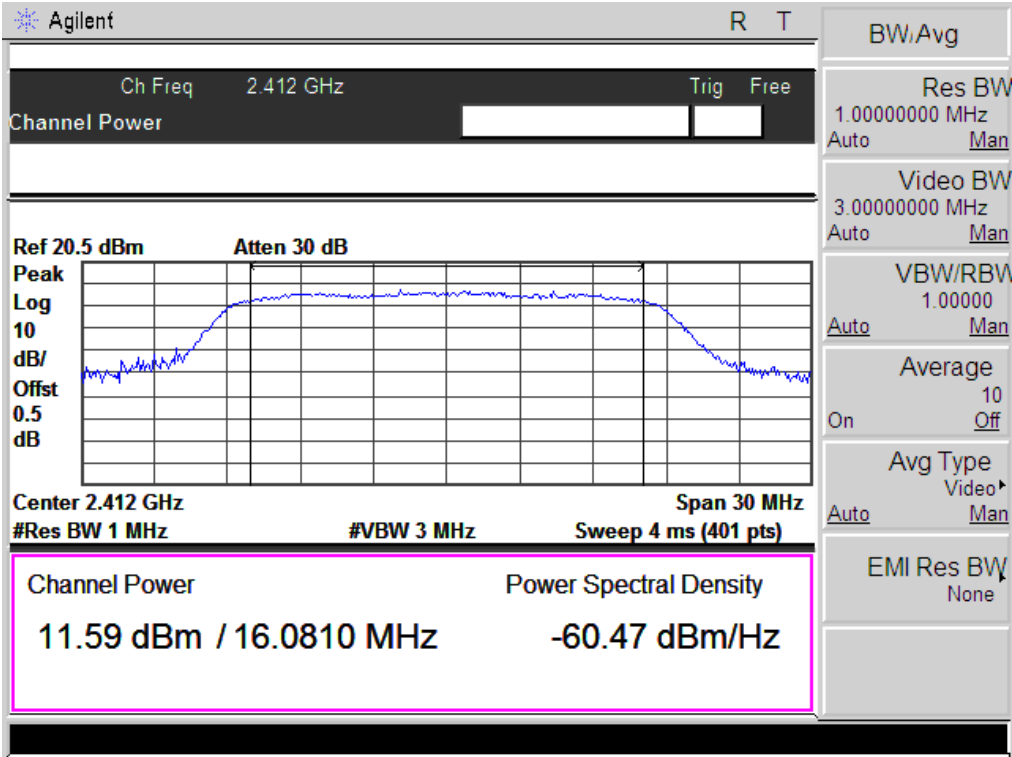 Agilent R T
Ch Freq 2.412 GHz Trig Free
Channel Power
Ref 20.5 dBm Atten 30 dB
Peak
Log
10
dB/
Offst
0.5
dB
Center 2.412 GHz Span 30 MHz
#Res BW 1 MHz #VBW 3 MHz Sweep 4 ms (401 pts)
Channel Power Power Spectral Density
11.59 dBm / 16.0810 MHz -60.47 dBm/Hz
BW/Avg
Res BW
1.00000000 MHz
Auto Man
Video BW
3.00000000 MHz
Auto Man
VBW/RBW
1.00000
Auto Man
Average
10
On Off
Avg Type
Video
Auto Man
EMI Res BW
None